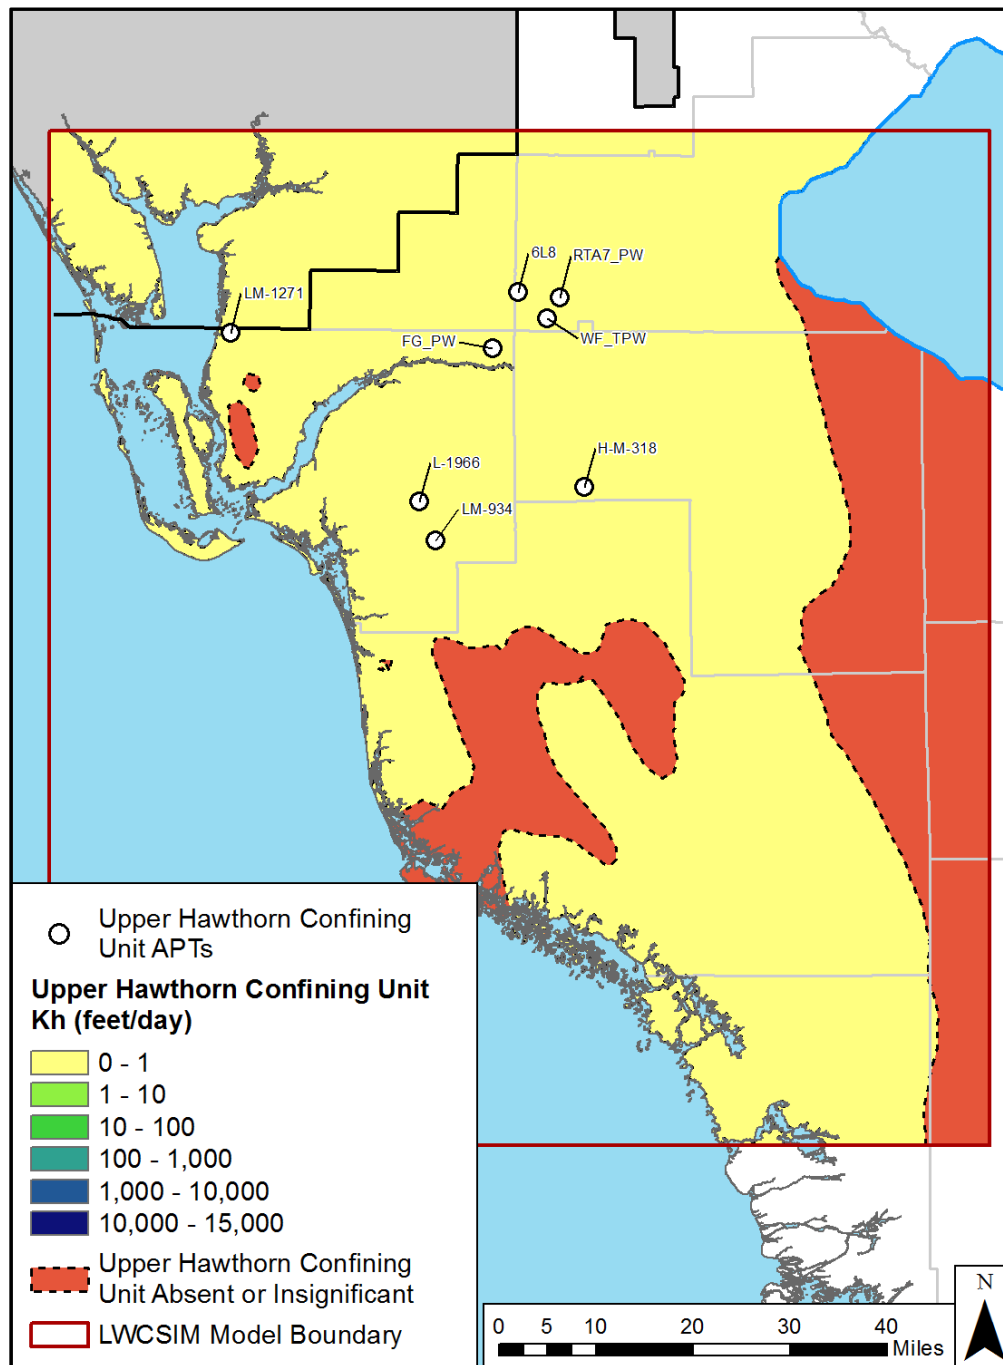 6L8
RTA7_PW
LM-1271
FG_PW
WF_TPW
L-1966
H-M-318
LM-934
Upper Hawthorn Confining
Unit APTs
Upper Hawthorn Confining Unit
Kh (feet/day)
0 - 1
1 - 10
10 - 100
100 - 1,000
1,000 - 10,000
10,000 - 15,000
Upper Hawthorn Confining
Unit Absent or Insignificant
LWCSIM Model Boundary
0 5 10 20 30 40
Miles
N